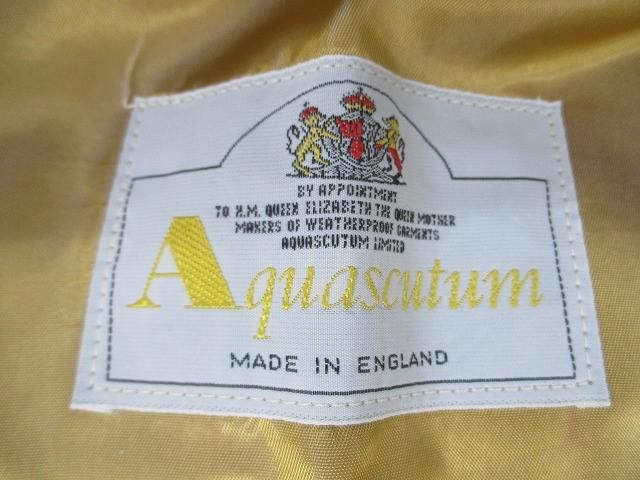 BY APPOINTMENT
TO H.M. QUEEN ELIZABETH THE QUEEN MOTHER
MAKERS OF WEATHERPROOF GARMENTS
AQUASCUTUM LIMITED
Aquascutum
MADE IN ENGLAND